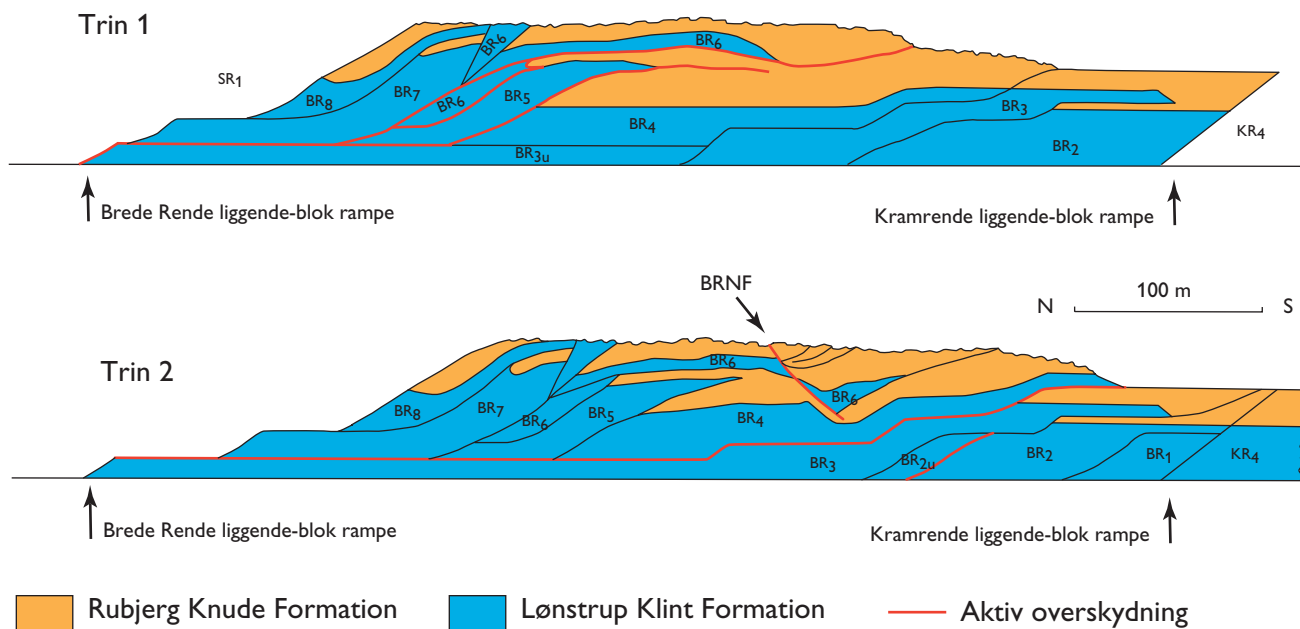 Trin 1
BR6
BR6
SR1
BR8
BR7
BR6
BR5
BR4
BR3
BR3u
BR2
KR4
Brede Rende liggende-blok rampe
Kramrende liggende-blok rampe
BRNF
N 100 m S
Trin 2
BR6
BR8
BR7
BR6
BR5
BR4
BR6
BR3
BR2u
BR2
BR1
KR4
Brede Rende liggende-blok rampe
Kramrende liggende-blok rampe
Rubjerg Knude Formation
Lønstrup Klint Formation
Aktiv overskydning